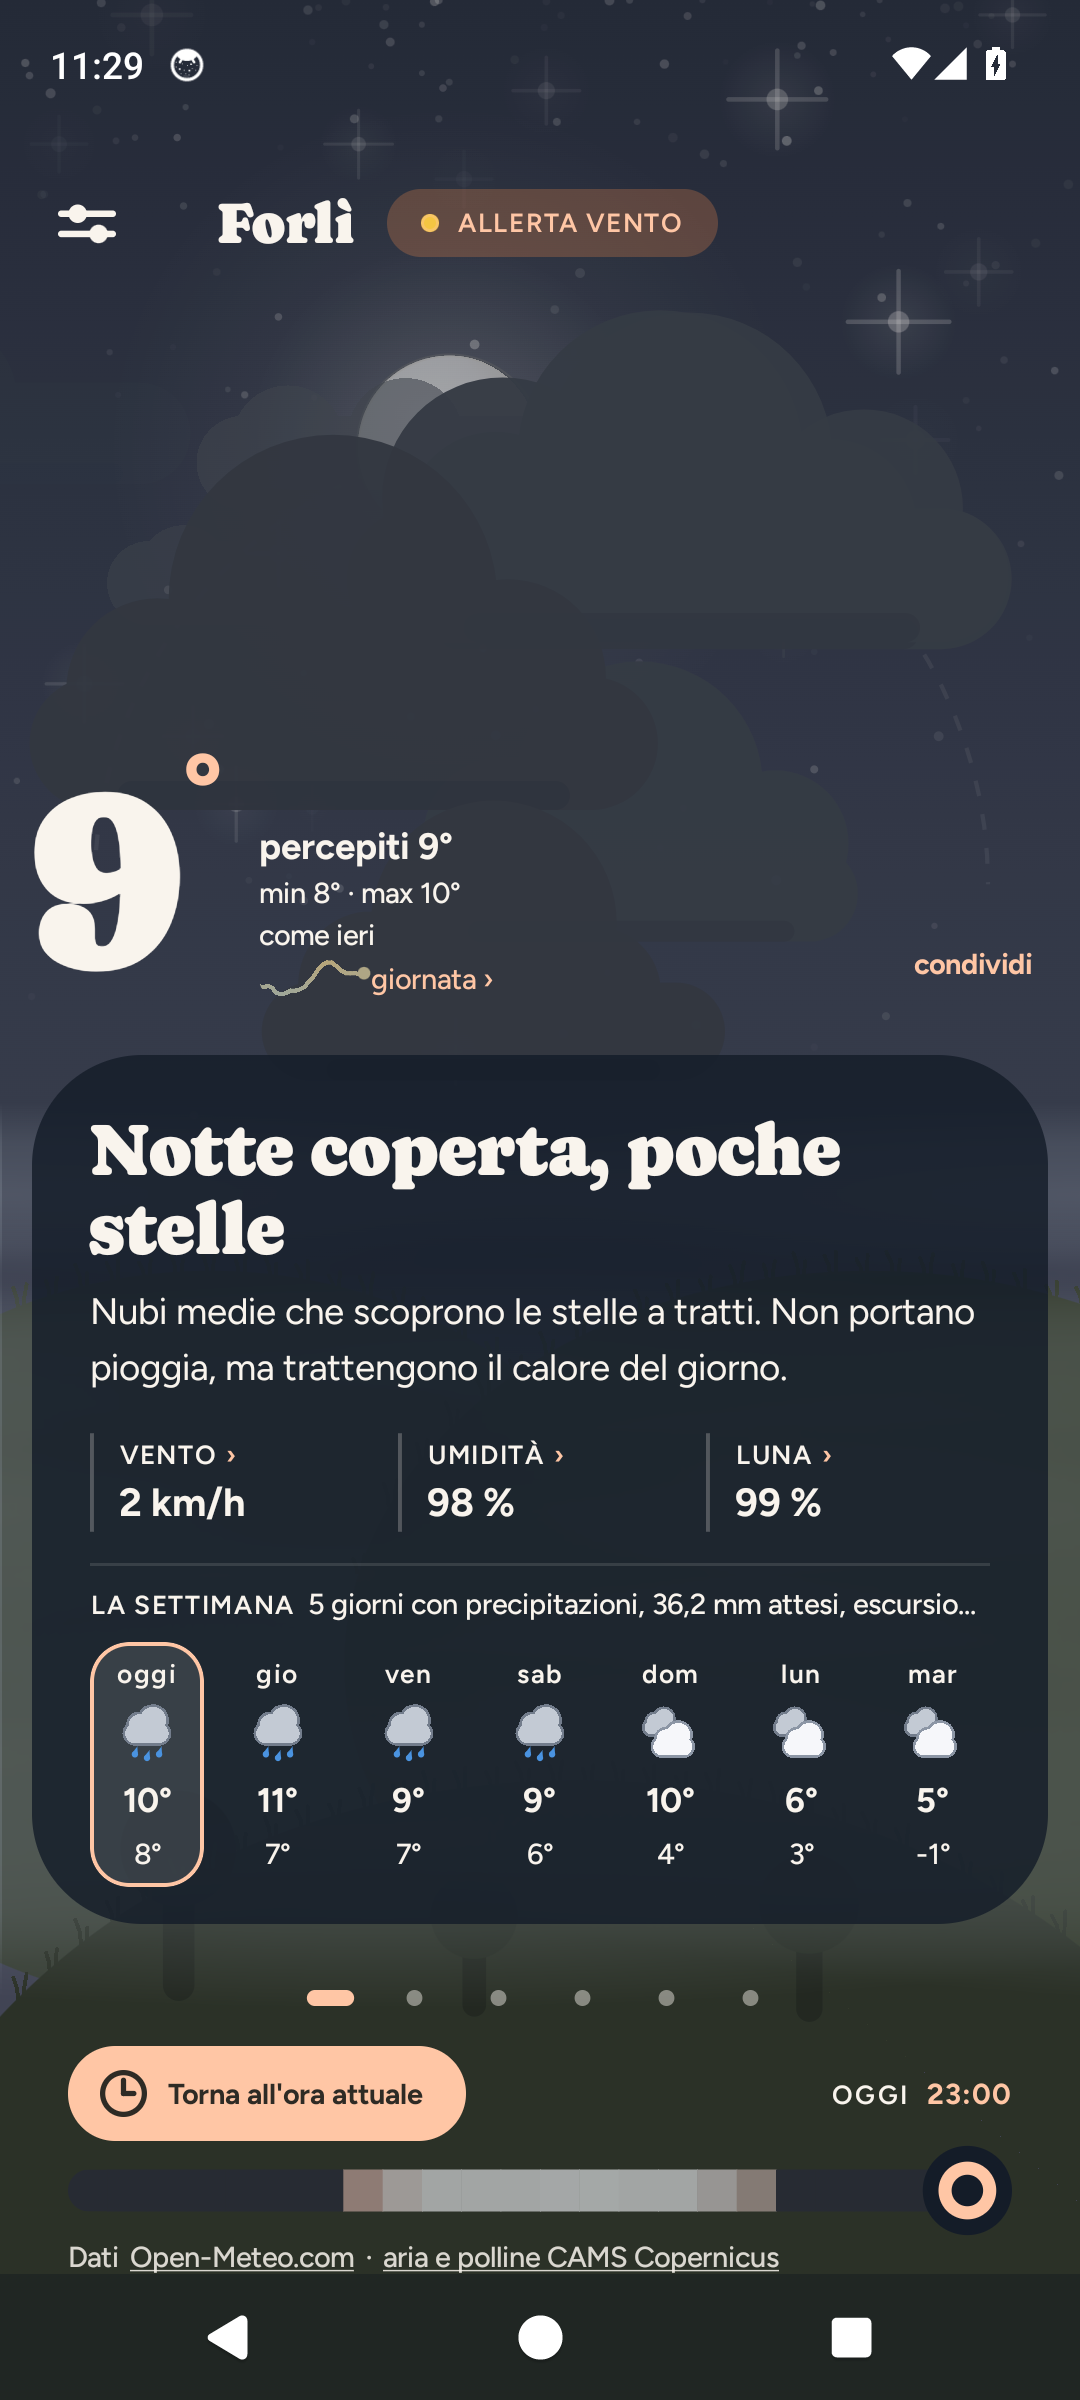 11:29
Forlì
ALLERTA VENTO
9°
percepiti 9°
min 8° · max 10°
come ieri
giornata ›
condividi
Notte coperta, poche
stelle
Nubi medie che scoprono le stelle a tratti. Non portano
pioggia, ma trattengono il calore del giorno.
VENTO › UMIDITÀ › LUNA ›
2 km/h 98 % 99 %
LA SETTIMANA 5 giorni con precipitazioni, 36,2 mm attesi, escursio...
oggi gio ven sab dom lun mar
10° 11° 9° 9° 10° 6° 5°
8° 7° 7° 6° 4° 3° -1°
Torna all'ora attuale
OGGI 23:00
Dati Open-Meteo.com · aria e polline CAMS Copernicus